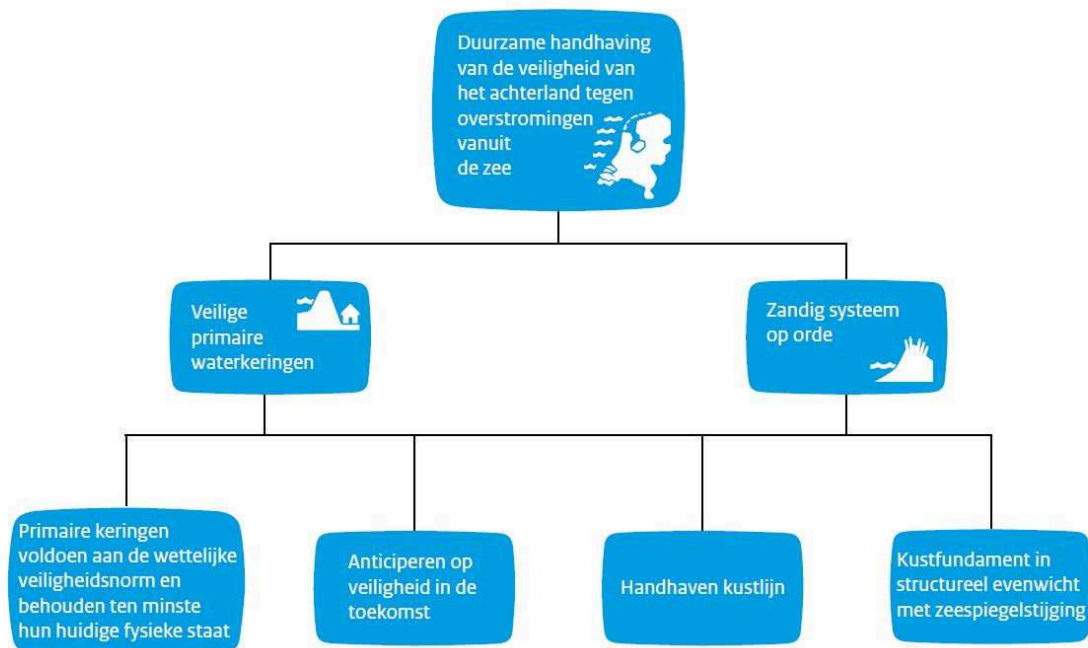 Duurzame handhaving
van de veiligheid van
het achterland tegen
overstromingen
vanuit
de zee
Veilige
primaire
waterkeringen
Zandig systeem
op orde
Primaire keringen
voldoen aan de wettelijke
veiligheidsnorm en
behouden ten minste
hun huidige fysieke staat
Anticiperen op
veiligheid in de
toekomst
Handhaven kustlijn
Kustfundament in
structureel evenwicht
met zeespiegelstijging